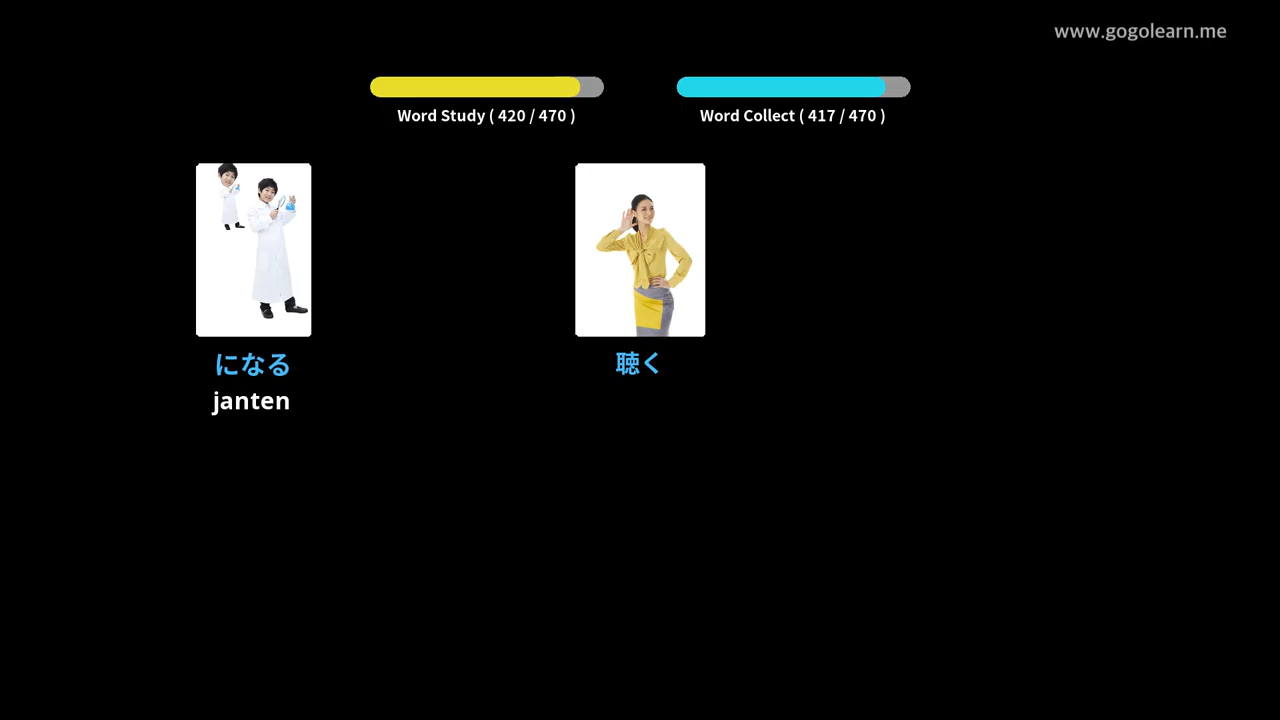 www.gogolearn.me
Word Study ( 420 / 470 )
Word Collect ( 417 / 470 )
になる
janten
聴く